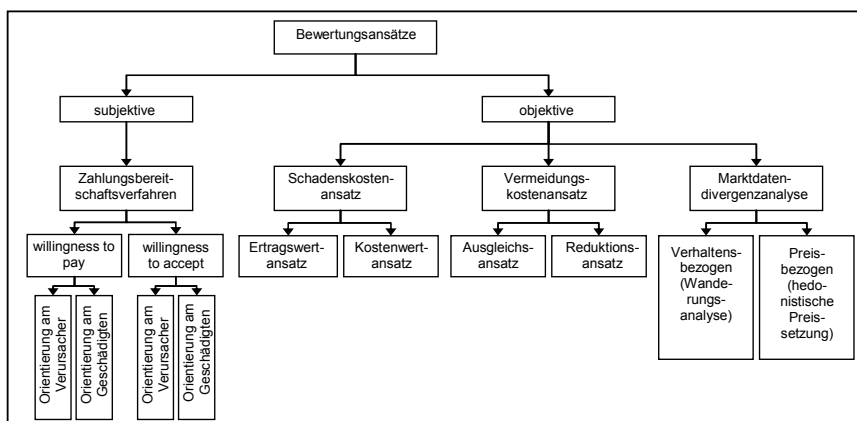 Bewertungsansätze
subjektive
objektive
Zahlungsbereit-
schaftsverfahren
Schadenskosten-
ansatz
Vermeidungs-
kostenansatz
Marktdaten-
divergenzanalyse
willingness to
pay
willingness
to accept
Ertragswert-
ansatz
Kostenwert-
ansatz
Ausgleichs-
ansatz
Reduktions-
ansatz
Verhaltens-
bezogen
(Wande-
rungs-
analyse)
Preis-
bezogen
(hedo-
nistische
Preis-
setzung)
Orientierung am
Verursacher
Orientierung am
Geschädigten
Orientierung am
Verursacher
Orientierung am
Geschädigten